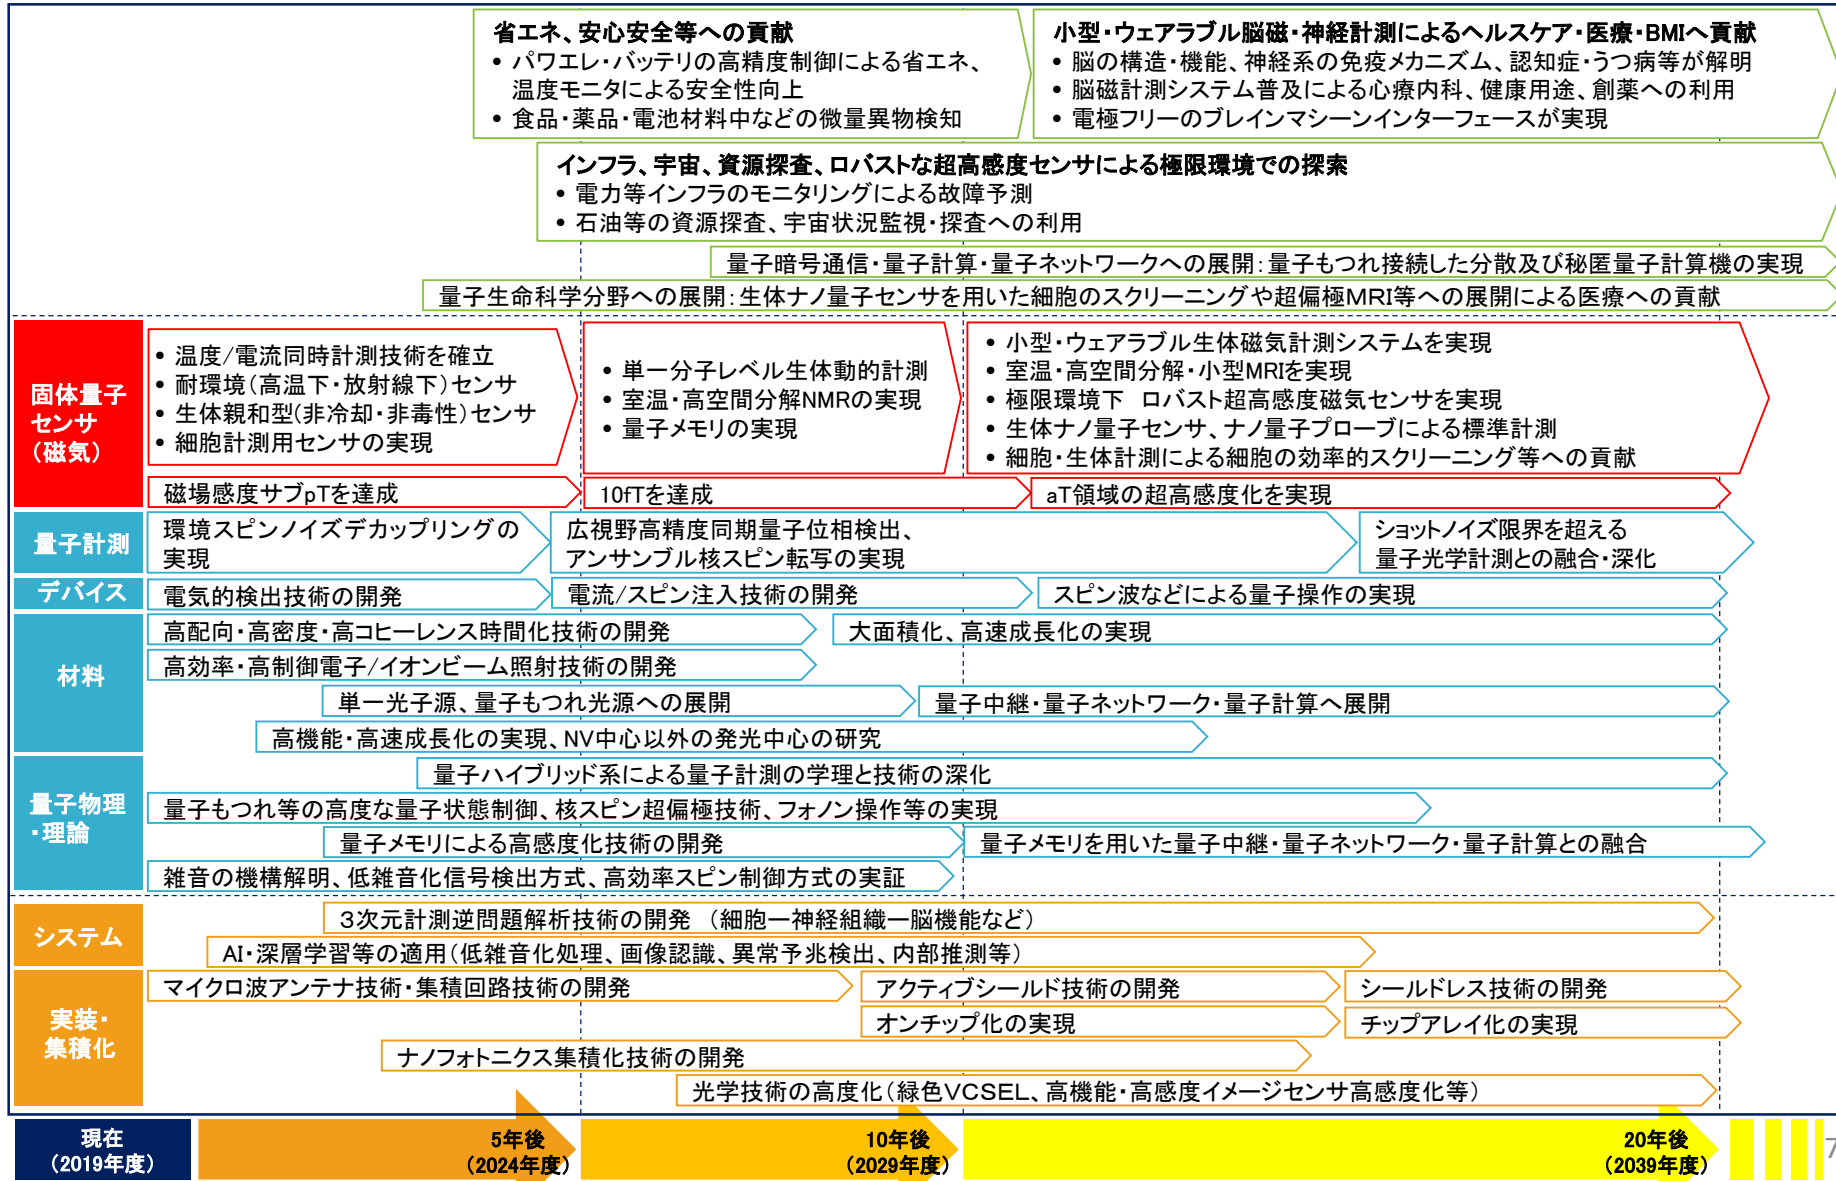 省エネ、安心安全等への貢献
• パワエレ・バッテリの高精度制御による省エネ、
温度モニタによる安全性向上
• 食品・薬品・電池材料中などの微量異物検知
小型・ウェアラブル脳磁・神経計測によるヘルスケア・医療・BMIへ貢献
• 脳の構造・機能、神経系の免疫メカニズム、認知症・うつ病等が解明
• 脳磁計測システム普及による心療内科、健康用途、創薬への利用
• 電極フリーのブレインマシーンインターフェースが実現
インフラ、宇宙、資源探査、ロバストな超高感度センサによる極限環境での探索
• 電力等インフラのモニタリングによる故障予測
• 石油等の資源探査、宇宙状況監視・探査への利用
量子暗号通信・量子計算・量子ネットワークへの展開：量子もつれ接続した分散及び秘匿量子計算機の実現
量子生命科学分野への展開：生体ナノ量子センサを用いた細胞のスクリーニングや超偏極MRI等への展開による医療への貢献
固体量子
センサ
（磁気）
• 温度/電流同時計測技術を確立
• 耐環境（高温下・放射線下）センサ
• 生体親和型(非冷却・非毒性)センサ
• 細胞計測用センサの実現
• 単一分子レベル生体動的計測
• 室温・高空間分解NMRの実現
• 量子メモリの実現
• 小型・ウェアラブル生体磁気計測システムを実現
• 室温・高空間分解・小型MRIを実現
• 極限環境下 ロバスト超高感度磁気センサを実現
• 生体ナノ量子センサ、ナノ量子プローブによる標準計測
• 細胞・生体計測による細胞の効率的スクリーニング等への貢献
磁場感度サブpTを達成
10fTを達成
aT領域の超高感度化を実現
量子計測
環境スピンノイズデカップリングの
実現
広視野高精度同期量子位相検出、
アンサンブル核スピン転写の実現
ショットノイズ限界を超える
量子光学計測との融合・深化
デバイス
電気的検出技術の開発
電流/スピン注入技術の開発
スピン波などによる量子操作の実現
材料
高配向・高密度・高コヒーレンス時間化技術の開発
大面積化、高速成長化の実現
高効率・高制御電子/イオンビーム照射技術の開発
単一光子源、量子もつれ光源への展開
量子中継・量子ネットワーク・量子計算へ展開
高機能・高速成長化の実現、NV中心以外の発光中心の研究
量子物理
・理論
量子ハイブリッド系による量子計測の学理と技術の深化
量子もつれ等の高度な量子状態制御、核スピン超偏極技術、フォノン操作等の実現
量子メモリによる高感度化技術の開発
量子メモリを用いた量子中継・量子ネットワーク・量子計算との融合
雑音の機構解明、低雑音化信号検出方式、高効率スピン制御方式の実証
システム
３次元計測逆問題解析技術の開発 （細胞ー神経組織ー脳機能など）
AI・深層学習等の適用（低雑音化処理、画像認識、異常予兆検出、内部推測等）
実装・
集積化
マイクロ波アンテナ技術・集積回路技術の開発
アクティブシールド技術の開発
シールドレス技術の開発
オンチップ化の実現
チップアレイ化の実現
ナノフォトニクス集積化技術の開発
光学技術の高度化（緑色VCSEL、高機能・高感度イメージセンサ高感度化等）
現在
（2019年度）
5年後
（2024年度）
10年後
（2029年度）
20年後
（2039年度）
7